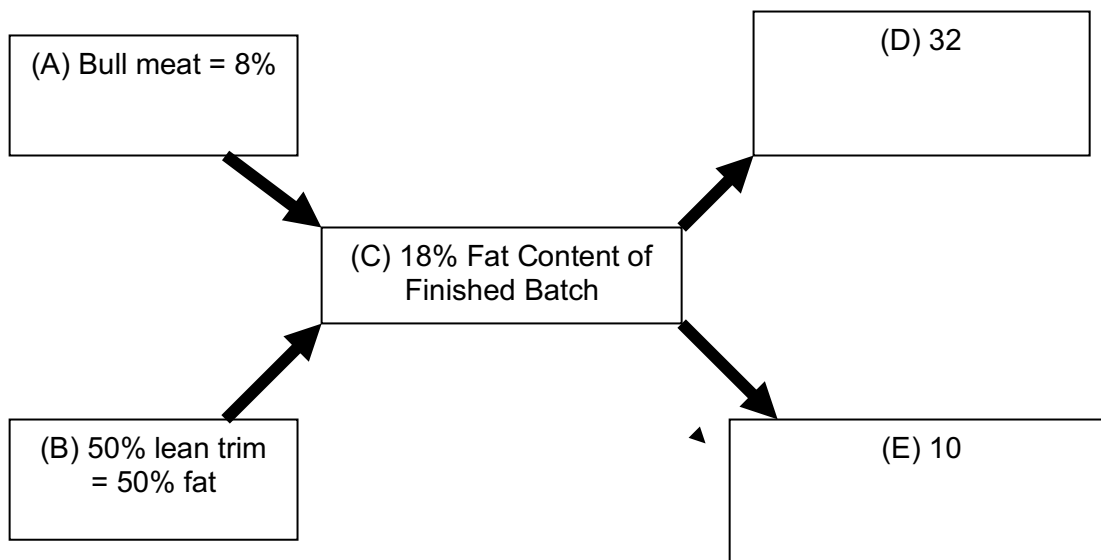 (A) Bull meat = 8%
(D) 32
(C) 18% Fat Content of
Finished Batch
(B) 50% lean trim
= 50% fat
(E) 10